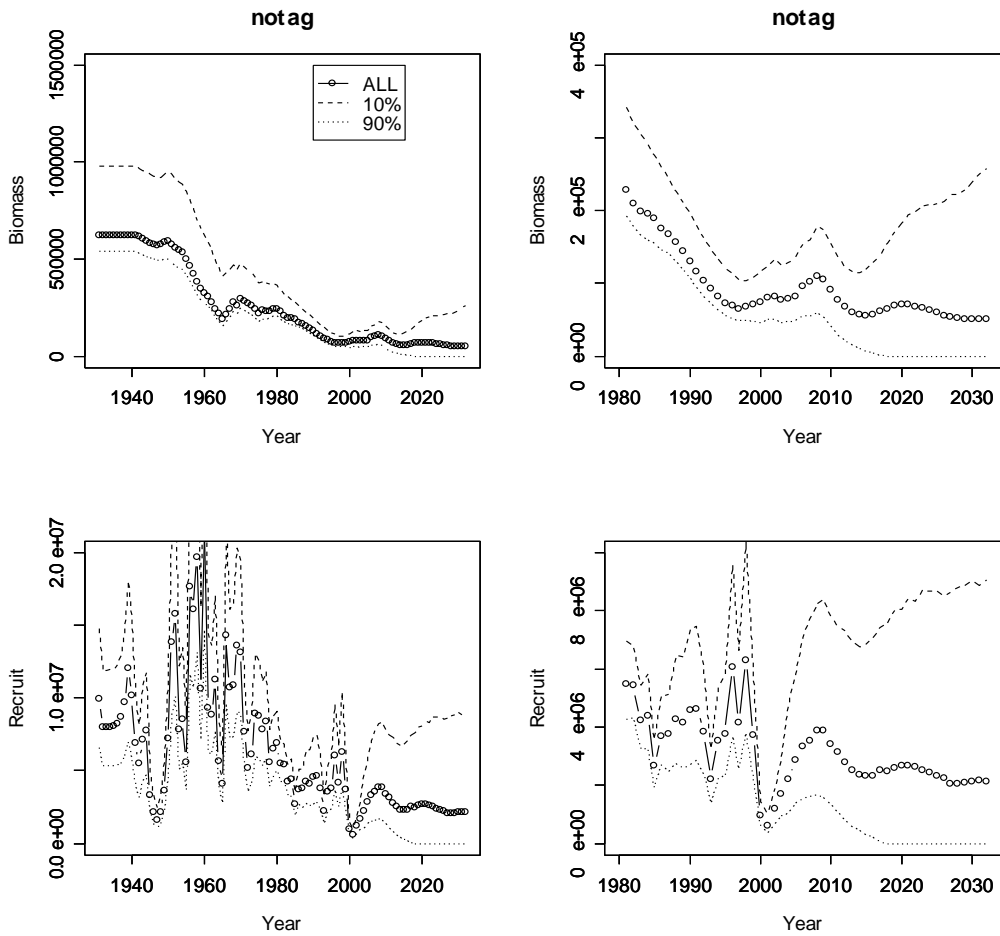 notag
1500000
1000000
500000
0
Biomass
ALL
10%
90%
1940 1960 1980 2000 2020
Year
notag
4 e+05
2 e+05
0 e+00
Biomass
1980 1990 2000 2010 2020 2030
Year
2.0 e+07
1.0 e+07
0.0 e+00
Recruit
1940 1960 1980 2000 2020
Year
8 e+06
4 e+06
0 e+00
Recruit
1980 1990 2000 2010 2020 2030
Year